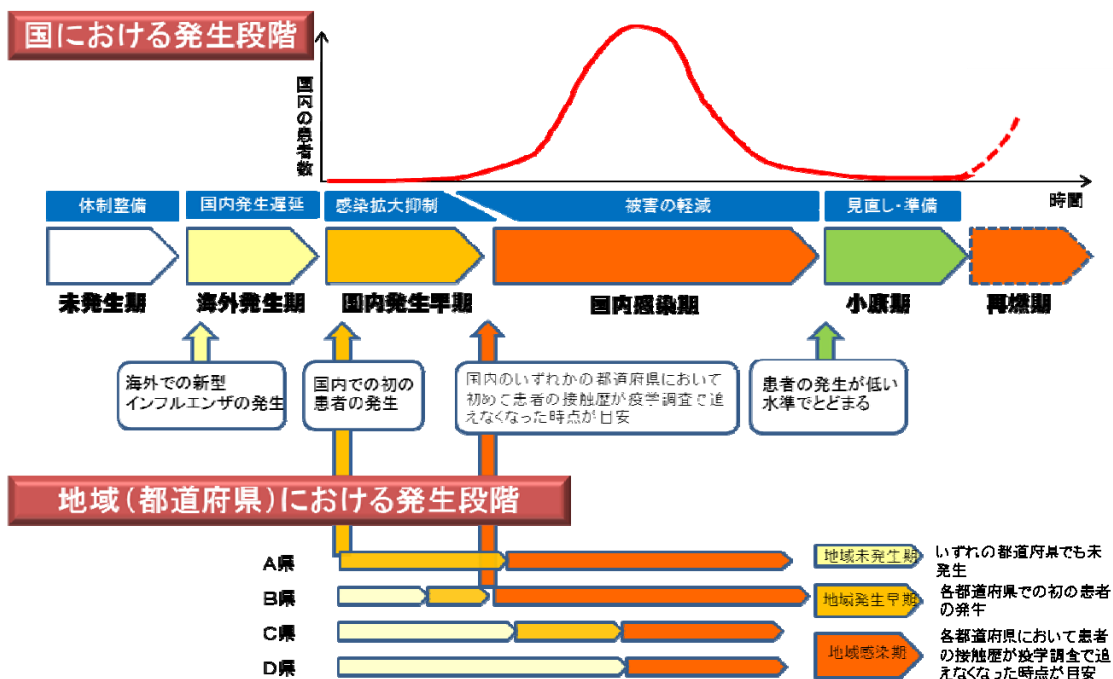 国における発生段階
国内の患者数
時間
体制整備
国内発生遅延
感染拡大抑制
被害の軽減
見直し・準備
未発生期
海外発生期
国内発生早期
国内感染期
小康期
再燃期
海外での新型
インフルエンザの発生
国内での初の
患者の発生
国内のいずれかの都道府県において
初めて患者の接触歴が疫学調査で追
えなくなった時点が目安
患者の発生が低い
水準でとどまる
地域(都道府県)における発生段階
A県
B県
C県
D県
地域未発生期
いずれの都道府県でも未
発生
地域発生早期
各都道府県での初の患者
の発生
地域感染期
各都道府県において患者
の接触歴が疫学調査で追
えなくなった時点が目安